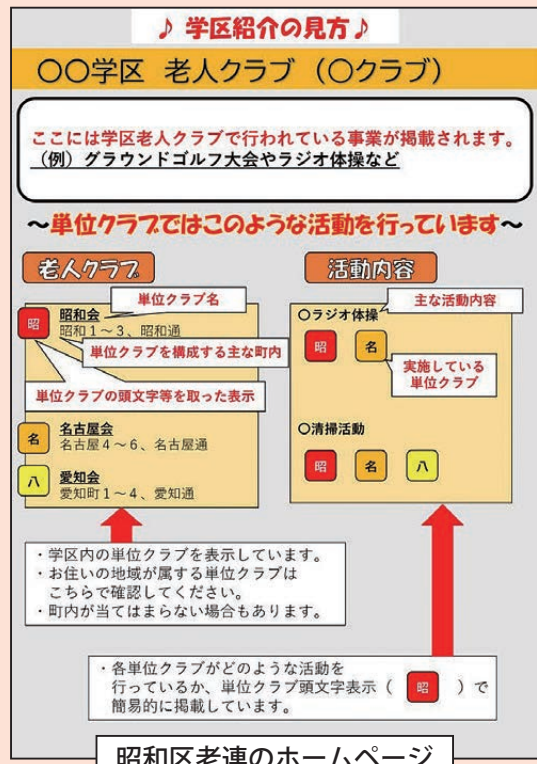 ♪ 学区紹介の見方♪
〇〇学区 老人クラブ(〇クラブ)
ここには学区老人クラブで行われている事業が掲載されます。
(例)グラウンドゴルフ大会やラジオ体操など
~単位クラブではこのような活動を行っています~
老人クラブ
昭 昭和会
昭和1~3、昭和通
単位クラブ名
単位クラブを構成する主な町内
単位クラブの頭文字等を取った表示
名 名古屋会
名古屋4~6、名古屋通
八 愛知会
愛知町1~4、愛知通
活動内容
主な活動内容
〇ラジオ体操
昭 名
実施している
単位クラブ
〇清掃活動
昭 名 八
・学区内の単位クラブを表示しています。
・お住いの地域が属する単位クラブは
こちらで確認してください。
・町内が当てはまらない場合もあります。
・各単位クラブがどのような活動を
行っているか、単位クラブ頭文字表示( 昭 )で
簡易的に掲載しています。
昭和区老連のホームページ